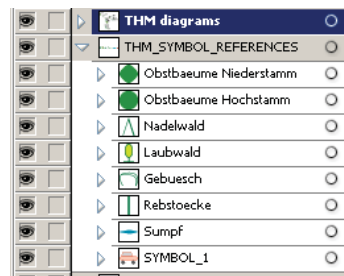 THM diagrams
THM_SYMBOL_REFERENCES
Obstbaeume Niederstamm
Obstbaeume Hochstamm
Nadelwald
Laubwald
Gebuesch
Rebstoecke
Sumpf
SYMBOL_1